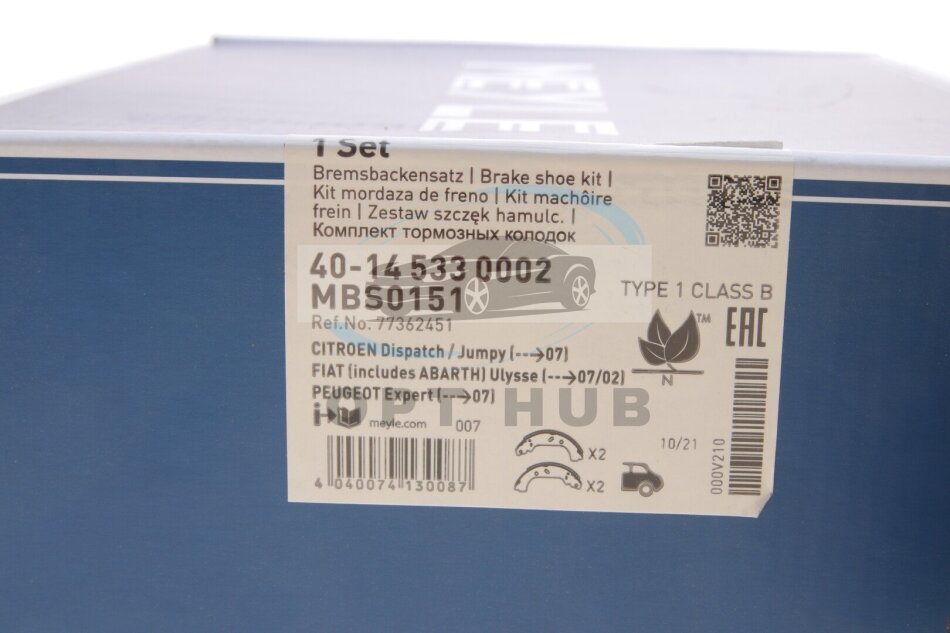 MEYLE
1 Set
Bremsbackensatz | Brake shoe kit |
Kit mordaza de freno | Kit machôire
frein | Zestaw szczęk hamulc. |
Комплект тормозных колодок
40-14 533 0002
MBS0151
TYPE 1 CLASS B
Ref.No. 77362451
CITROEN Dispatch / Jumpy (--->07)
FIAT (includes ABARTH) Ulysse (--->07/02)
PEUGEOT Expert (--->07)
TM
N
EAC
OPT HUB
meyle.com 007
X2
X2
10/21
000V210
4 040074 130087